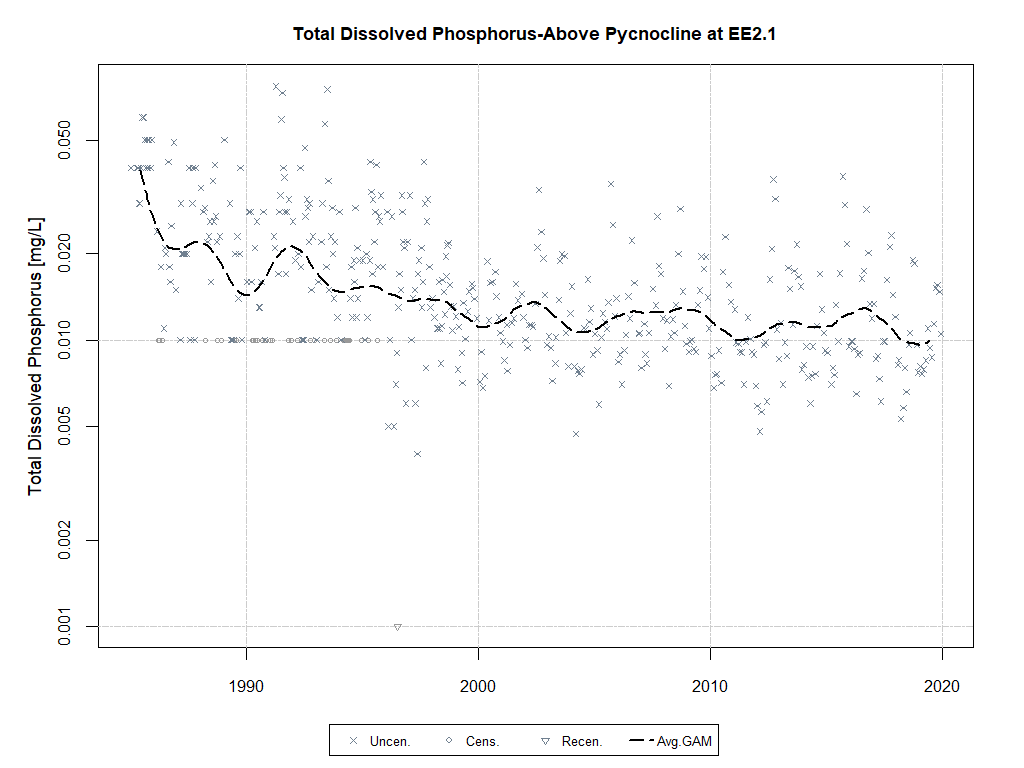 Total Dissolved Phosphorus-Above Pycnocline at EE2.1
Total Dissolved Phosphorus [mg/L]
0.050
0.020
0.010
0.005
0.002
0.001
1990 2000 2010 2020
Uncen. Cens. Recen. Avg.GAM